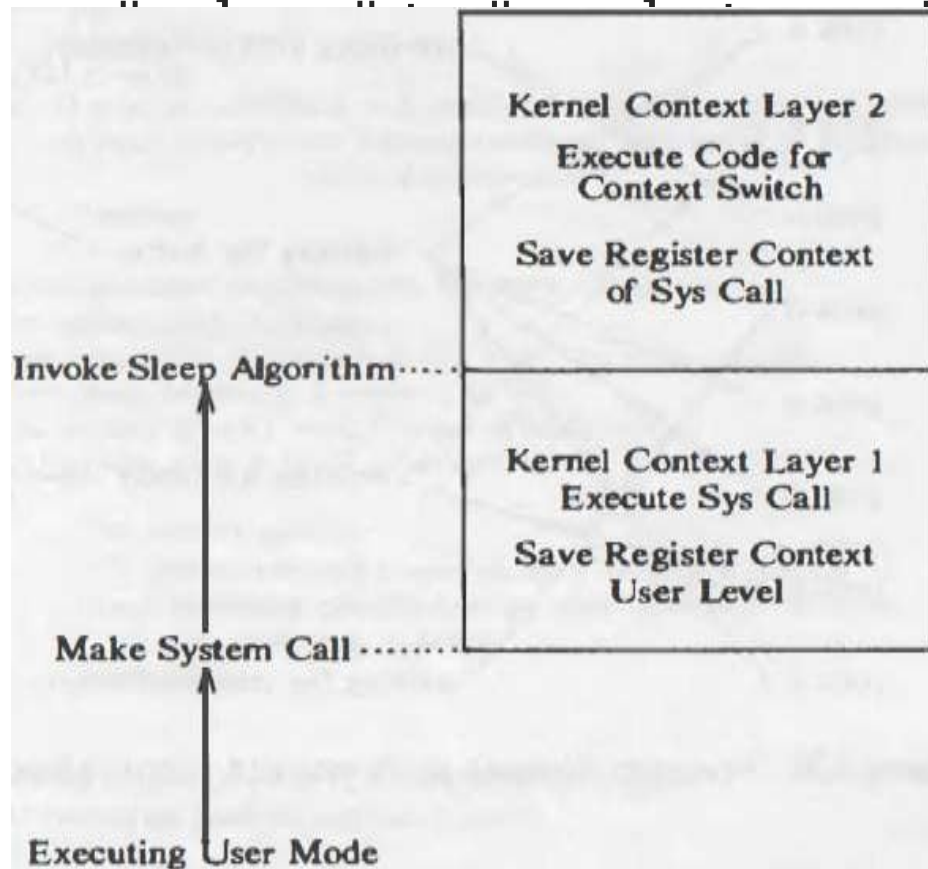 Kernel Context Layer 2
Execute Code for
Context Switch
Save Register Context
of Sys Call
Invoke Sleep Algorithm
Kernel Context Layer 1
Execute Sys Call
Save Register Context
User Level
Make System Call
Executing User Mode